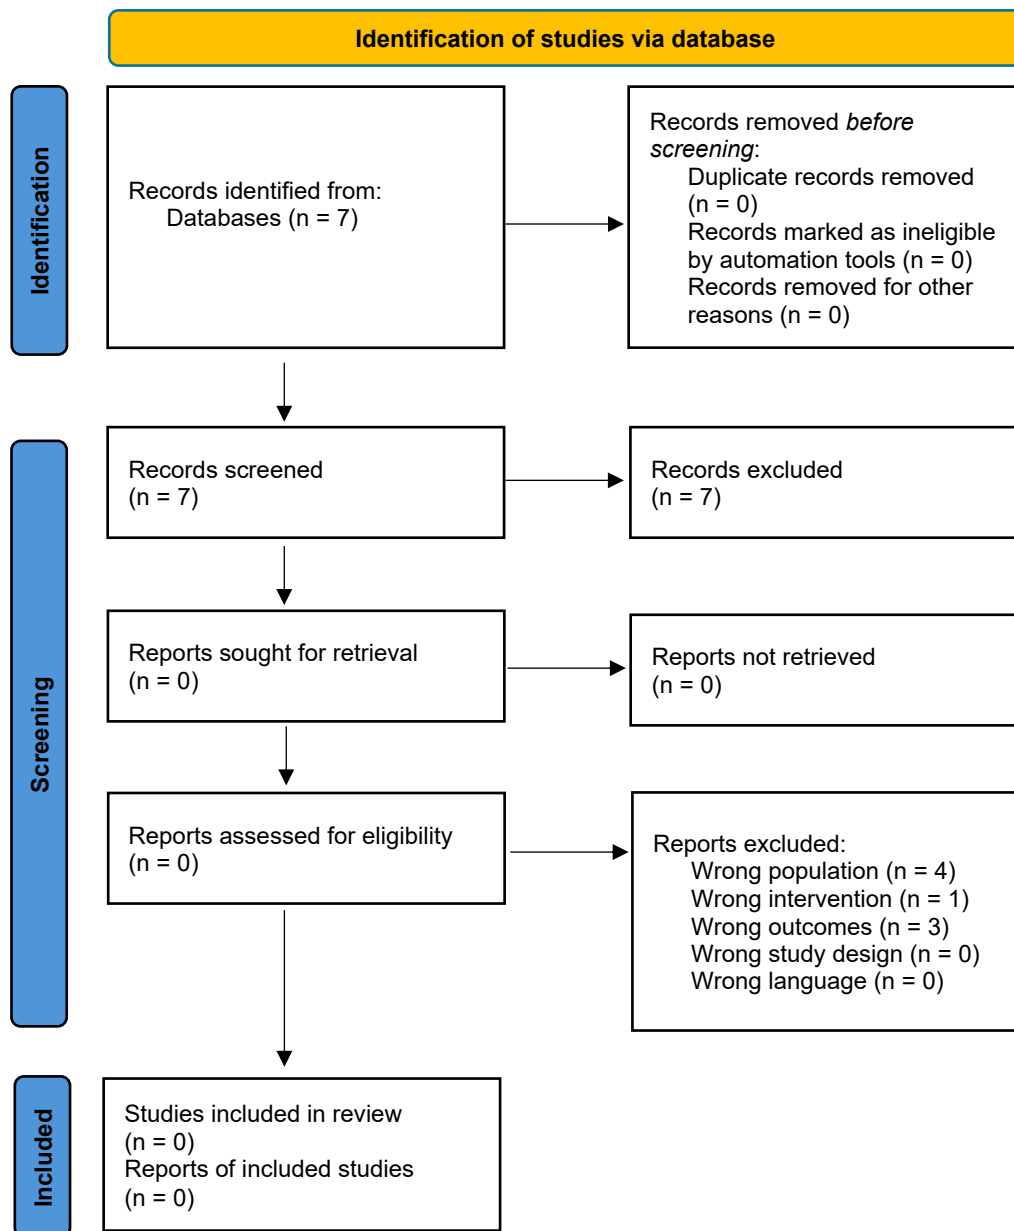 Identification of studies via database
Identification
Records identified from:
Databases (n = 7)
Records removed before
screening:
Duplicate records removed
(n = 0)
Records marked as ineligible
by automation tools (n = 0)
Records removed for other
reasons (n = 0)
Screening
Records screened
(n = 7)
Records excluded
(n = 7)
Reports sought for retrieval
(n = 0)
Reports not retrieved
(n = 0)
Reports assessed for eligibility
(n = 0)
Reports excluded:
Wrong population (n = 4)
Wrong intervention (n = 1)
Wrong outcomes (n = 3)
Wrong study design (n = 0)
Wrong language (n = 0)
Included
Studies included in review
(n = 0)
Reports of included studies
(n = 0)